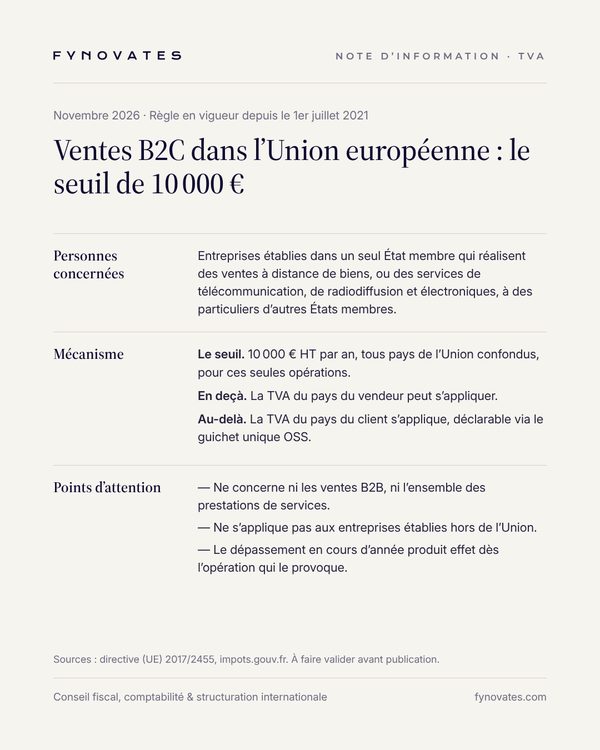 FYNOVATES
NOTE D'INFORMATION · TVA
Novembre 2026 · Règle en vigueur depuis le 1er juillet 2021
Ventes B2C dans l’Union européenne : le
seuil de 10 000 €
Personnes
concernées
Entreprises établies dans un seul État membre qui réalisent
des ventes à distance de biens, ou des services de
télécommunication, de radiodiffusion et électroniques, à des
particuliers d’autres États membres.
Mécanisme
Le seuil. 10 000 € HT par an, tous pays de l’Union confondus,
pour ces seules opérations.
En deçà. La TVA du pays du vendeur peut s’appliquer.
Au-delà. La TVA du pays du client s’applique, déclarable via le
guichet unique OSS.
Points d’attention
— Ne concerne ni les ventes B2B, ni l’ensemble des
prestations de services.
— Ne s’applique pas aux entreprises établies hors de l’Union.
— Le dépassement en cours d’année produit effet dès
l’opération qui le provoque.
Sources : directive (UE) 2017/2455, impots.gouv.fr. À faire valider avant publication.
Conseil fiscal, comptabilité & structuration internationale
fynovates.com